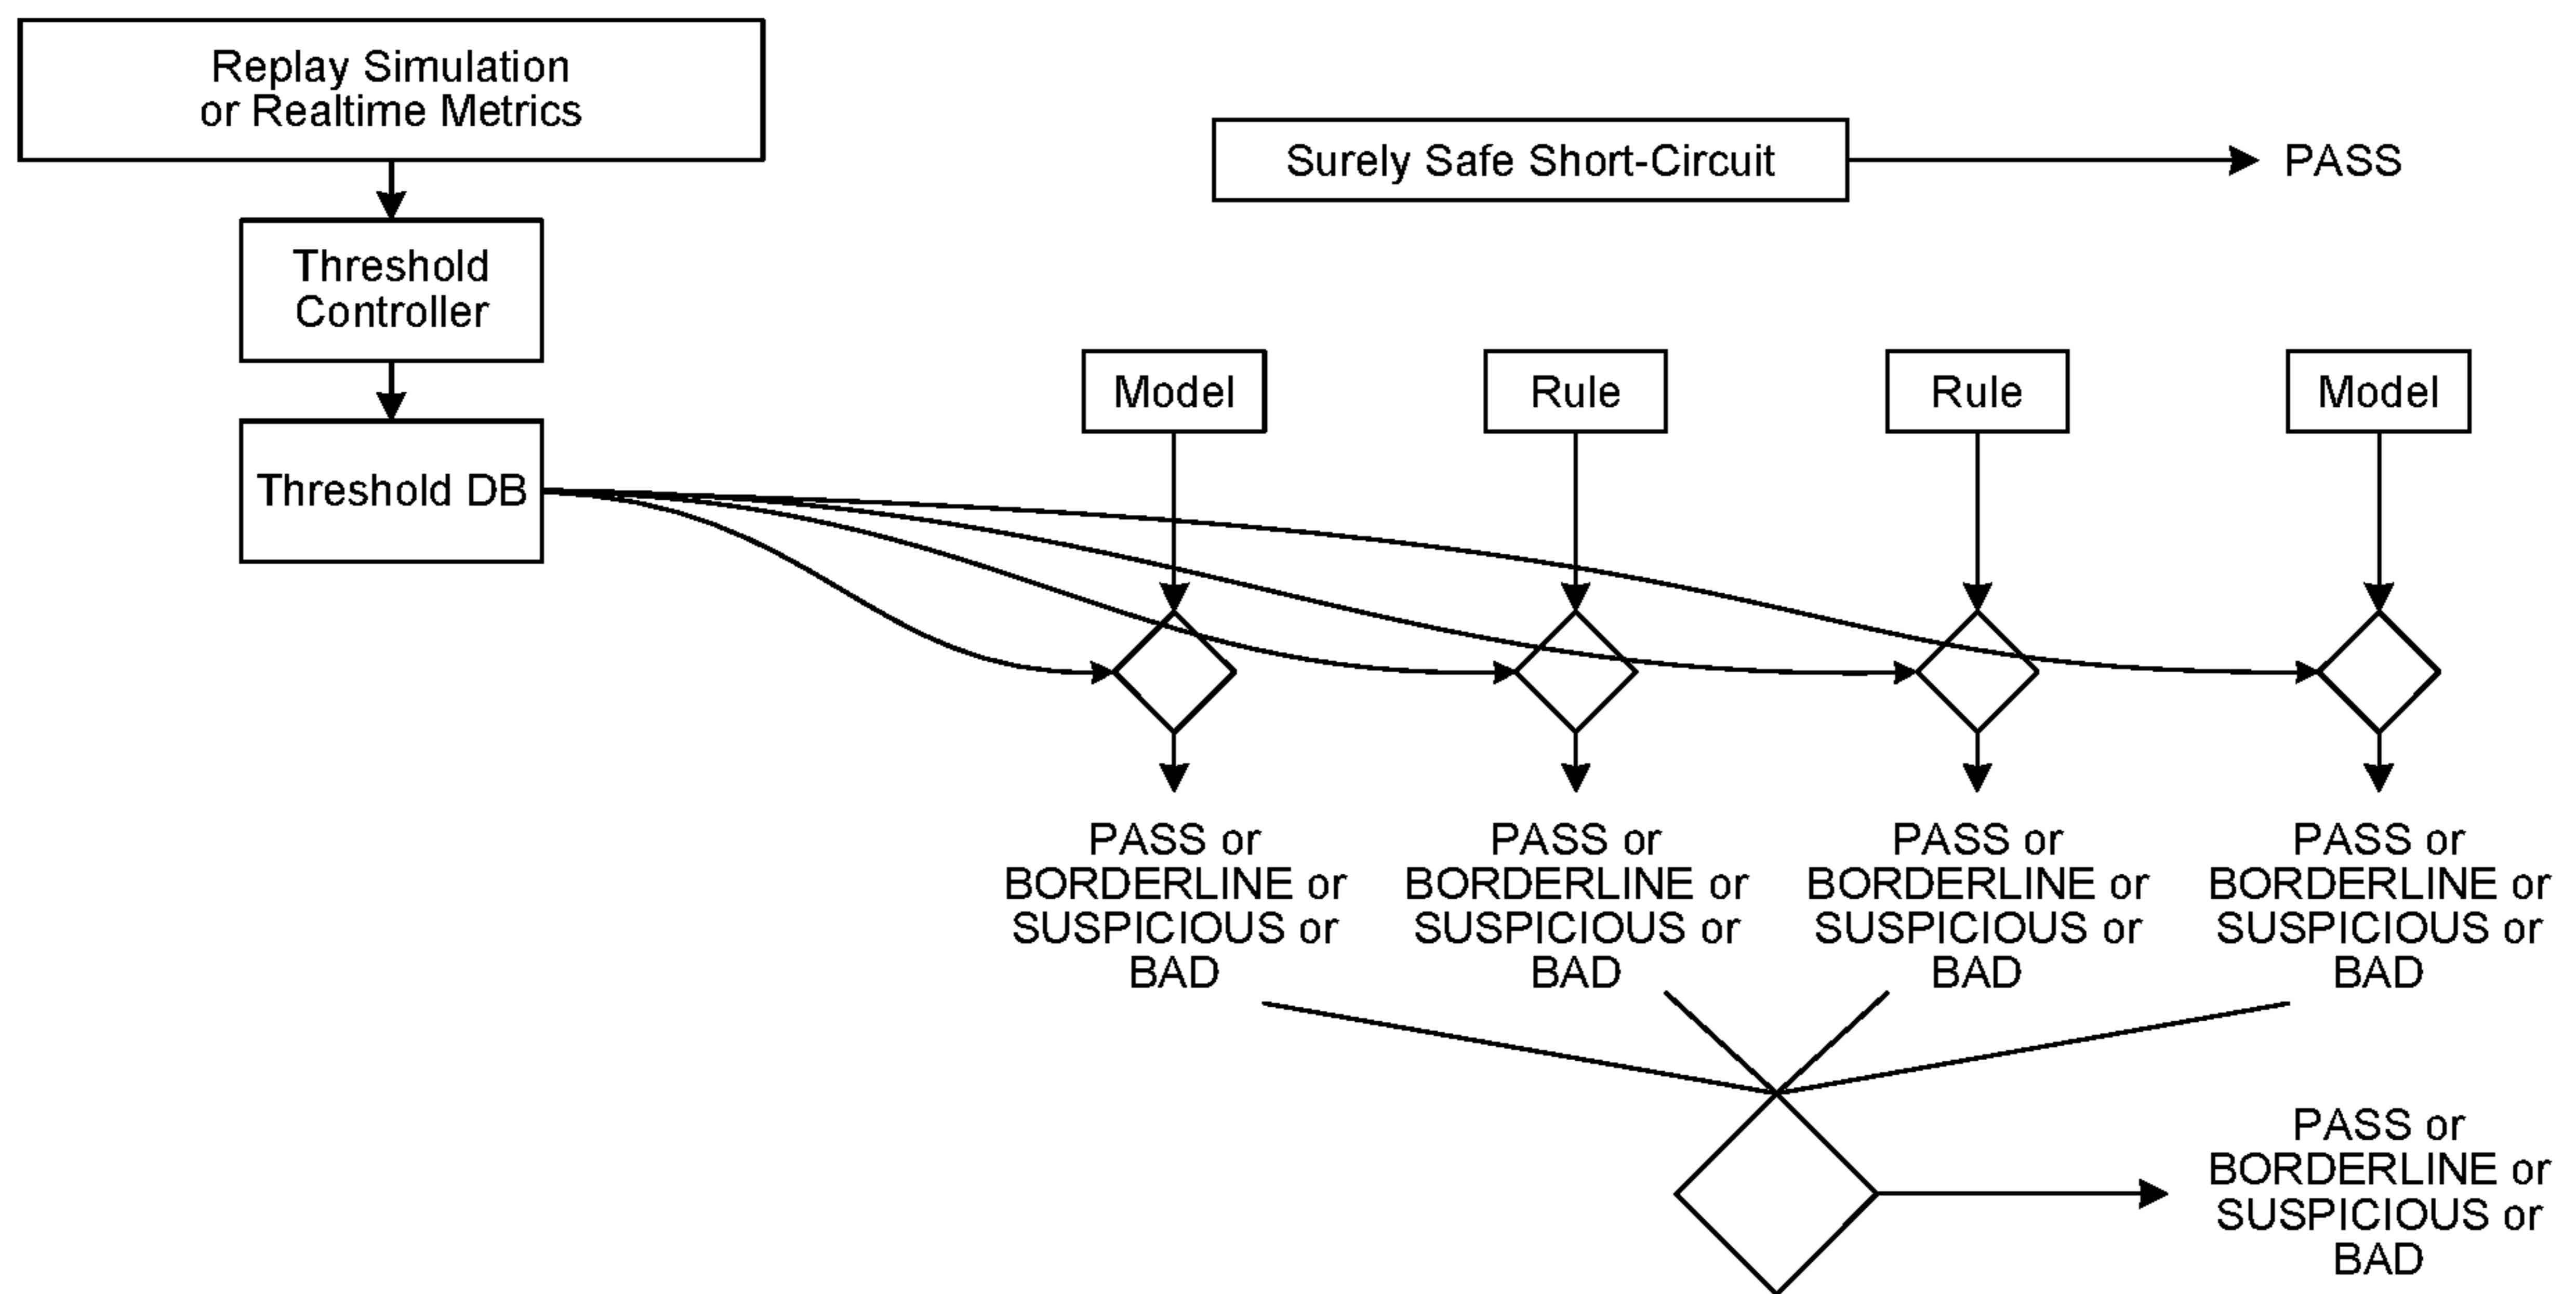 Replay Simulation
or Realtime Metrics
Surely Safe Short-Circuit
PASS
Threshold
Controller
Threshold DB
Model
Rule
Rule
Model
PASS or
BORDERLINE or
SUSPICIOUS or
BAD
PASS or
BORDERLINE or
SUSPICIOUS or
BAD
PASS or
BORDERLINE or
SUSPICIOUS or
BAD
PASS or
BORDERLINE or
SUSPICIOUS or
BAD
PASS or
BORDERLINE or
SUSPICIOUS or
BAD